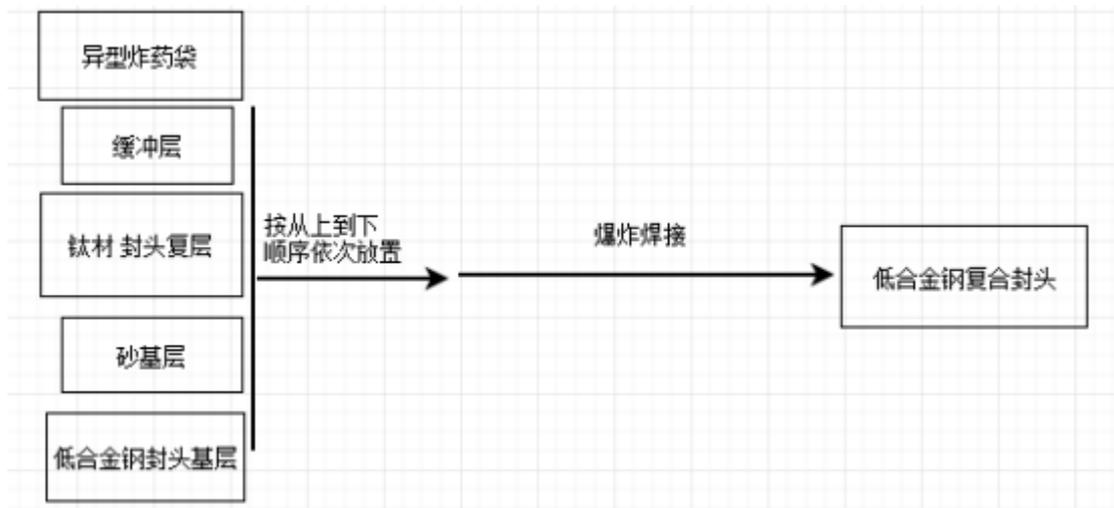 异型炸药袋
缓冲层
钛材 封头复层
砂基层
低合金钢封头基层
按从上到下
顺序依次放置
爆炸焊接
低合金钢复合封头